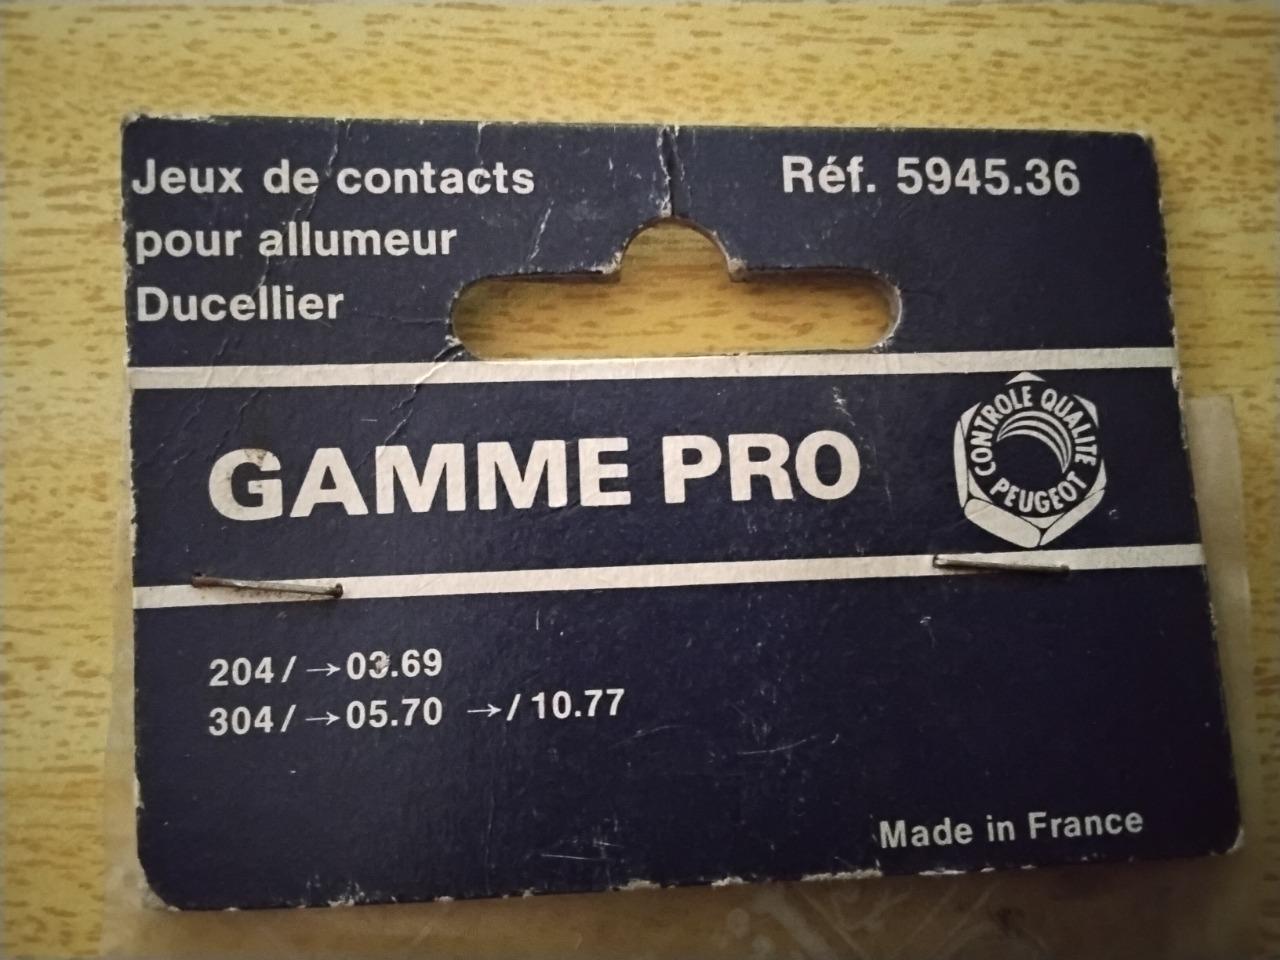 Jeux de contacts
pour allumeur
Ducellier
Réf. 5945.36
GAMME PRO
CONTROLE QUALITE
PEUGEOT
204/→03.69
304/→05.70 →/10.77
Made in France